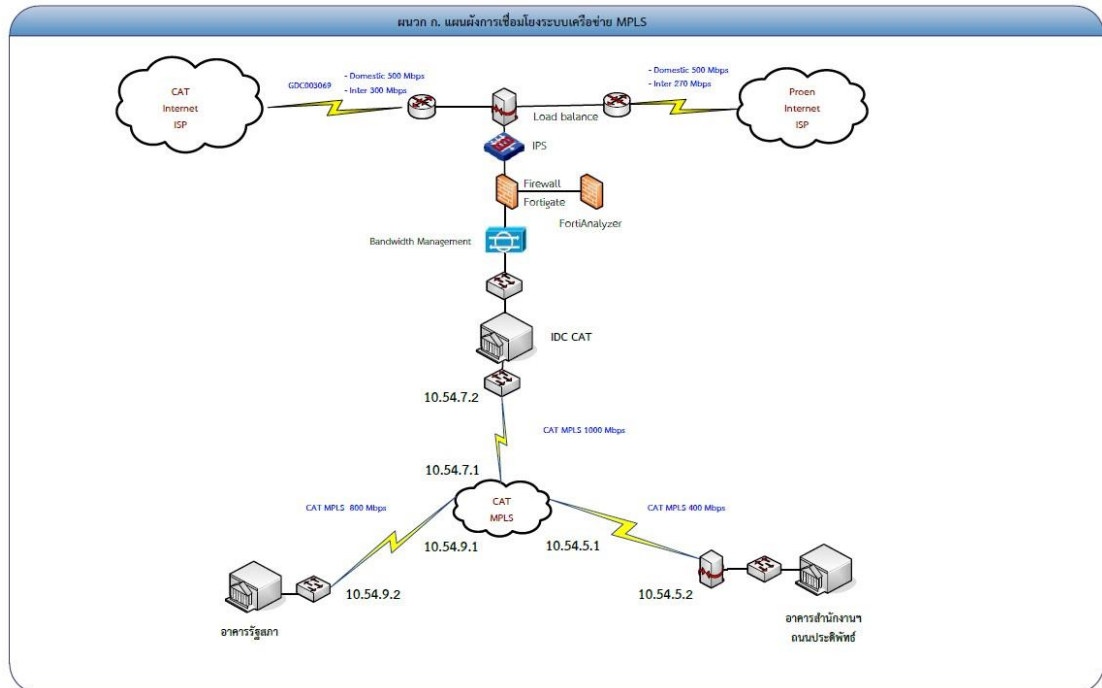 ผนวก ก. แผนผังการเชื่อมโยงระบบเครือข่าย MPLS
CAT
Internet
ISP
GDC003069
- Domestic 500 Mbps
- Inter 300 Mbps
Load balance
- Domestic 500 Mbps
- Inter 270 Mbps
Proen
Internet
ISP
IPS
Firewall
Fortigate
FortiAnalyzer
Bandwidth Management
IDC CAT
10.54.7.2
CAT MPLS 1000 Mbps
10.54.7.1
CAT
MPLS
CAT MPLS 800 Mbps
CAT MPLS 400 Mbps
10.54.9.1
10.54.5.1
10.54.9.2
10.54.5.2
อาคารรัฐสภา
อาคารสำนักงานฯ
ถนนประดิพัทธ์